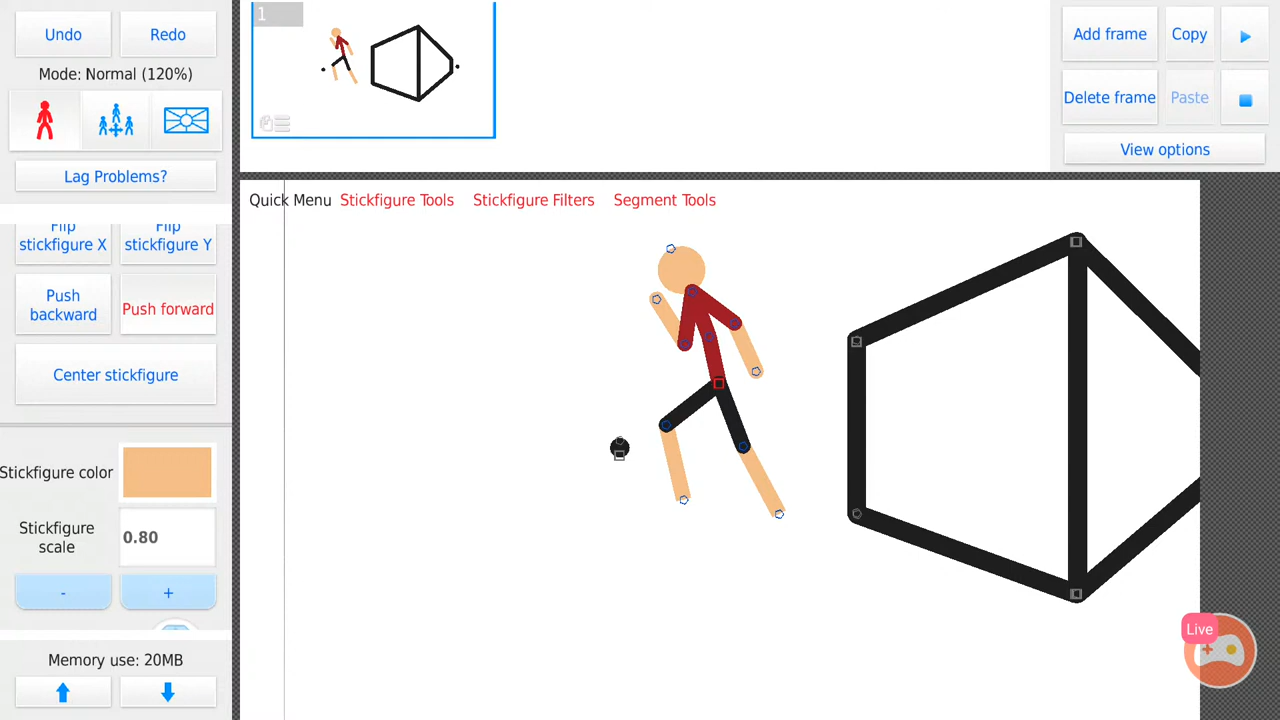 Undo
Redo
Mode: Normal (120%)
Lag Problems?
Flip
stickfigure X
Flip
stickfigure Y
Push
backward
Push forward
Center stickfigure
Stickfigure color
Stickfigure
scale
0.80
-
+
Memory use: 20MB
1
Add frame
Copy
Delete frame
Paste
View options
Quick Menu
Stickfigure Tools
Stickfigure Filters
Segment Tools
Live